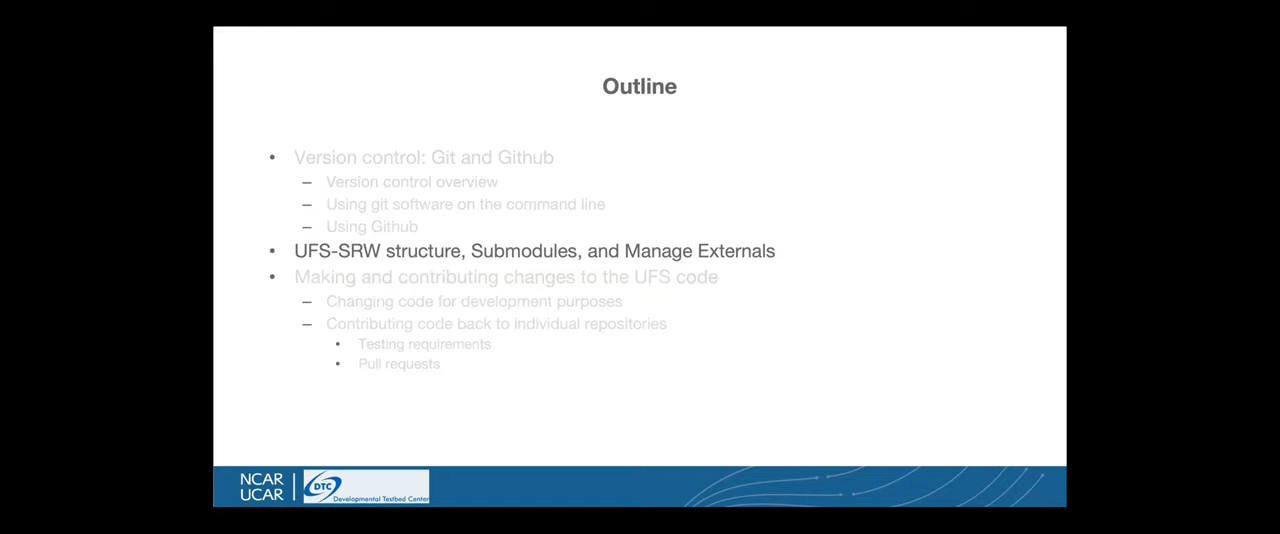 Outline
• Version control: Git and Github
– Version control overview
– Using git software on the command line
– Using Github
• UFS-SRW structure, Submodules, and Manage Externals
• Making and contributing changes to the UFS code
– Changing code for development purposes
– Contributing code back to individual repositories
• Testing requirements
• Pull requests
NCAR
UCAR
DTC
Developmental Testbed Center